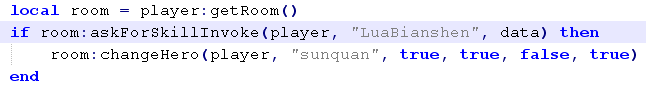 local room = player:getRoom()
if room:askForSkillInvoke(player, "LuaBianshen", data) then
    room:changeHero(player, "sunquan", true, true, false, true)
end